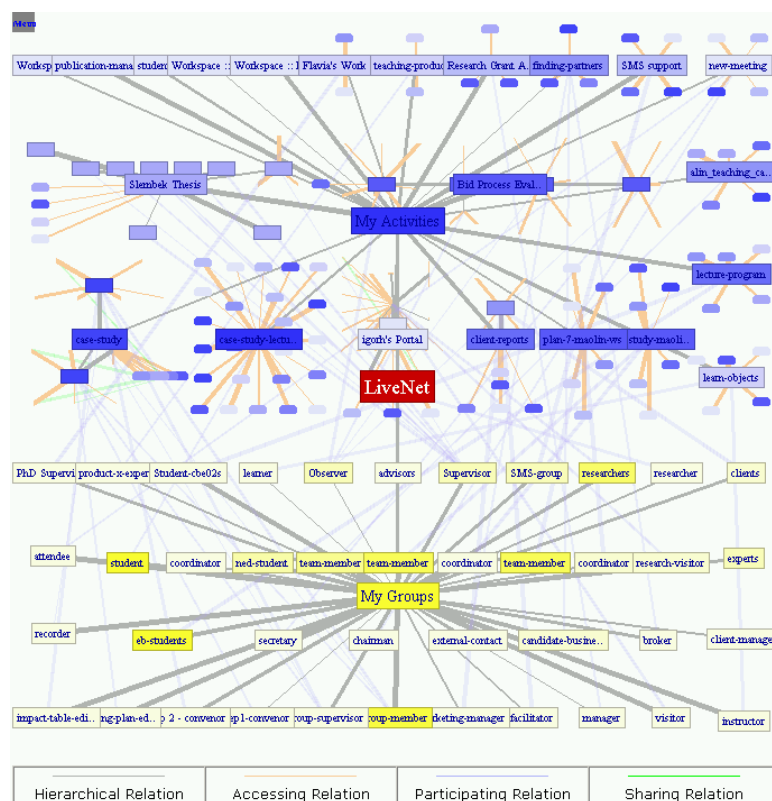 Menu
Worksp publication-mana student Workspace :: Workspace :: I Flavia's Work teaching-produc Research Grant A. finding-partners SMS support new-meeting
Slembek Thesis Bid Process Eval.. alin_teaching_ca..
My Activities
lecture-program
case-study case-study-lectu.. igorh's Portal client-reports plan-7-maolin-ws study-maoli..
LiveNet
learn-objects
PhD Supervi product-x-exper Student-cbe02s learner Observer advisors Supervisor SMS-group researchers researcher clients
attendee student coordinator ned-student team-member team-member coordinator team-member coordinator research-visitor experts
My Groups
recorder eb-students secretary chairman external-contact candidate-busine.. broker client-manage
impact-table-edi.. ng-plan-ed.. p 2 - convenor ep1-convenor roup-supervisor roup-member rketing-manager facilitator manager visitor instructor
Hierarchical Relation Accessing Relation Participating Relation Sharing Relation